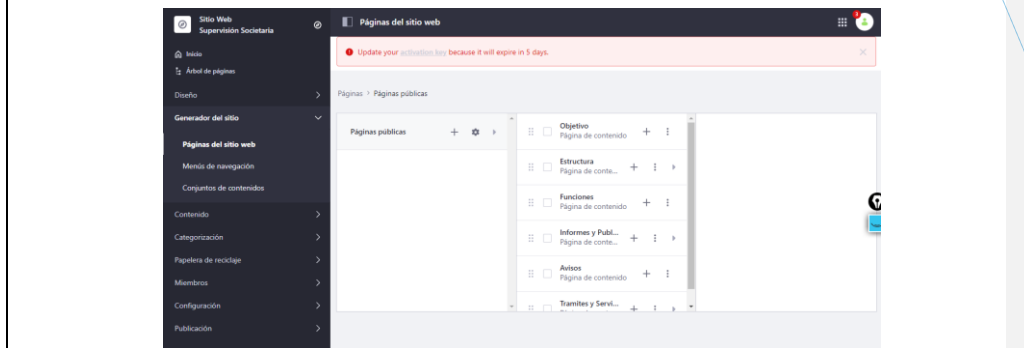 Sitio Web
Supervisión Societaria
Inicio
Árbol de páginas
Diseño
Generador del sitio
Páginas del sitio web
Menús de navegación
Conjuntos de contenidos
Contenido
Categorización
Papelera de reciclaje
Miembros
Configuración
Publicación
Páginas del sitio web
Update your activation key because it will expire in 5 days.
Páginas > Páginas públicas
Páginas públicas
Objetivo
Página de contenido
Estructura
Página de conte...
Funciones
Página de contenido
Informes y Publ...
Página de conte...
Avisos
Página de contenido
Tramites y Servi...